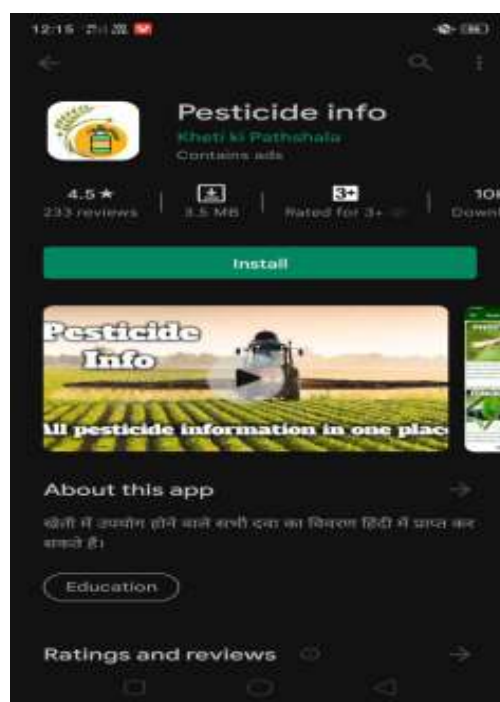 12:15
Pesticide info
Kheti ki Pathshala
Contains ads
4.5★
233 reviews
3.5 MB
3+
Rated for 3+
10K
Down
Install
Pesticide
Info
All pesticide information in one plac
About this app
खेती में उपयोग होने वाले सभी दवा का विवरण हिंदी में प्राप्त कर
सकते है।
Education
Ratings and reviews